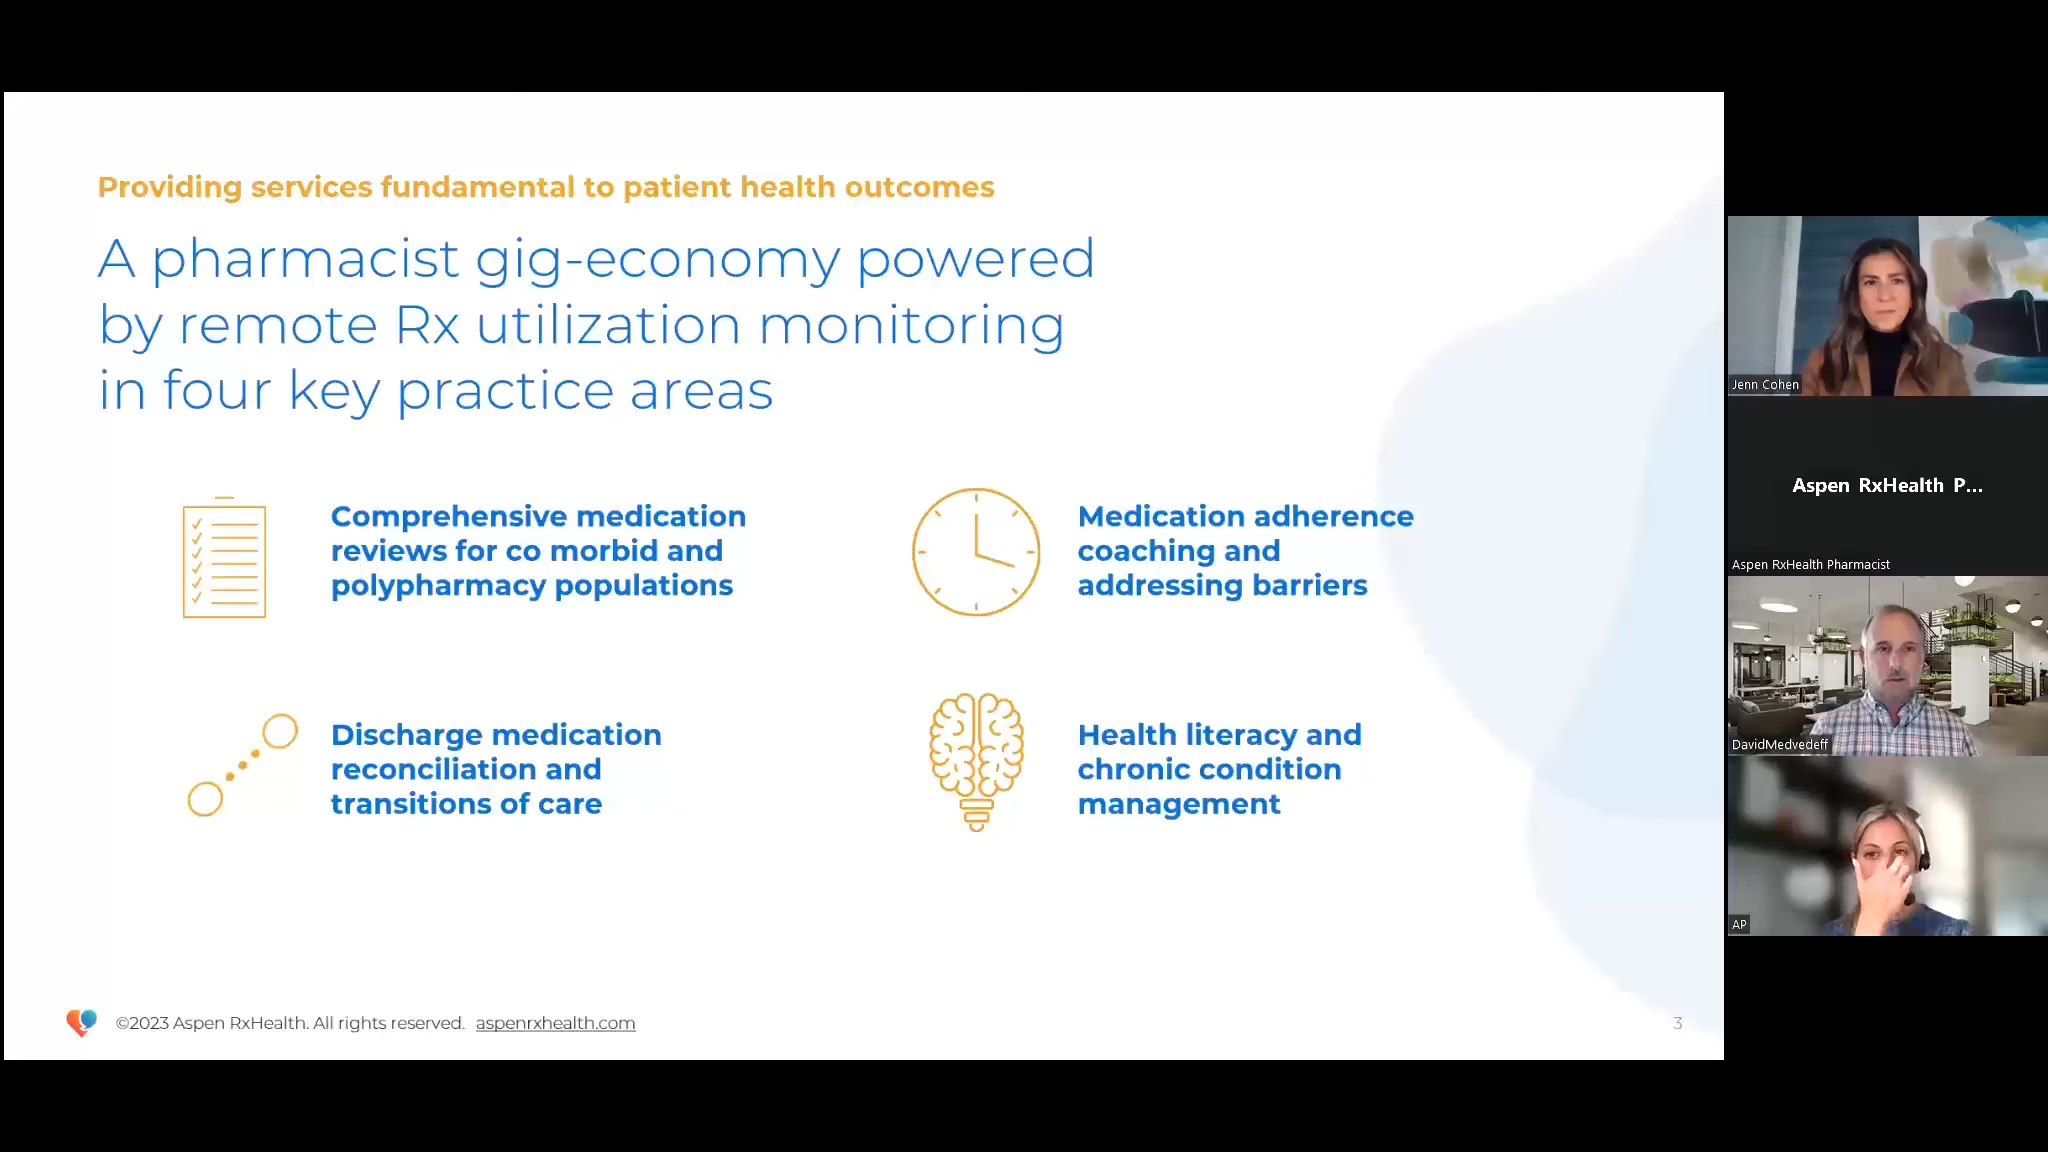 Providing services fundamental to patient health outcomes
A pharmacist gig-economy powered
by remote Rx utilization monitoring
in four key practice areas
Comprehensive medication
reviews for co morbid and
polypharmacy populations
Medication adherence
coaching and
addressing barriers
Discharge medication
reconciliation and
transitions of care
Health literacy and
chronic condition
management
©2023 Aspen RxHealth. All rights reserved. aspenrxhealth.com
3
Jenn Cohen
Aspen RxHealth P...
Aspen RxHealth Pharmacist
DavidMedvedeff
AP